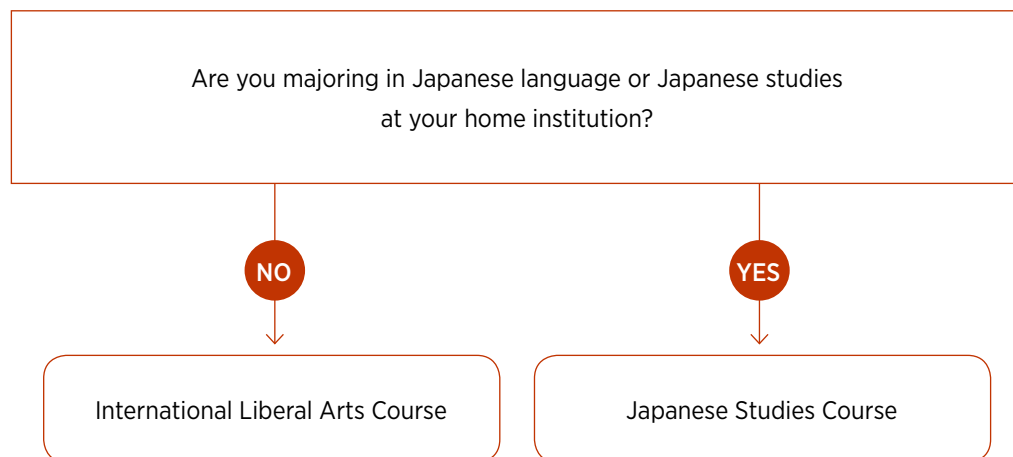 Are you majoring in Japanese language or Japanese studies
at your home institution?
NO
YES
International Liberal Arts Course
Japanese Studies Course